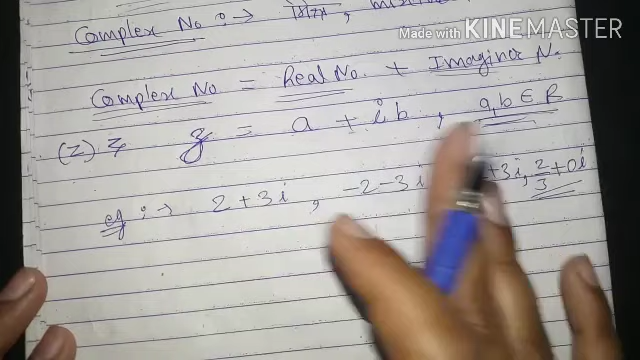 Complex No :→ मिश्र,
Made with KINEMASTER
Complex No = Real No. + Imagina N.
(Z) z z = a + ib, a,b ∈ R
eg :→ 2+3i, -2-3i +3i, 2/3+0i